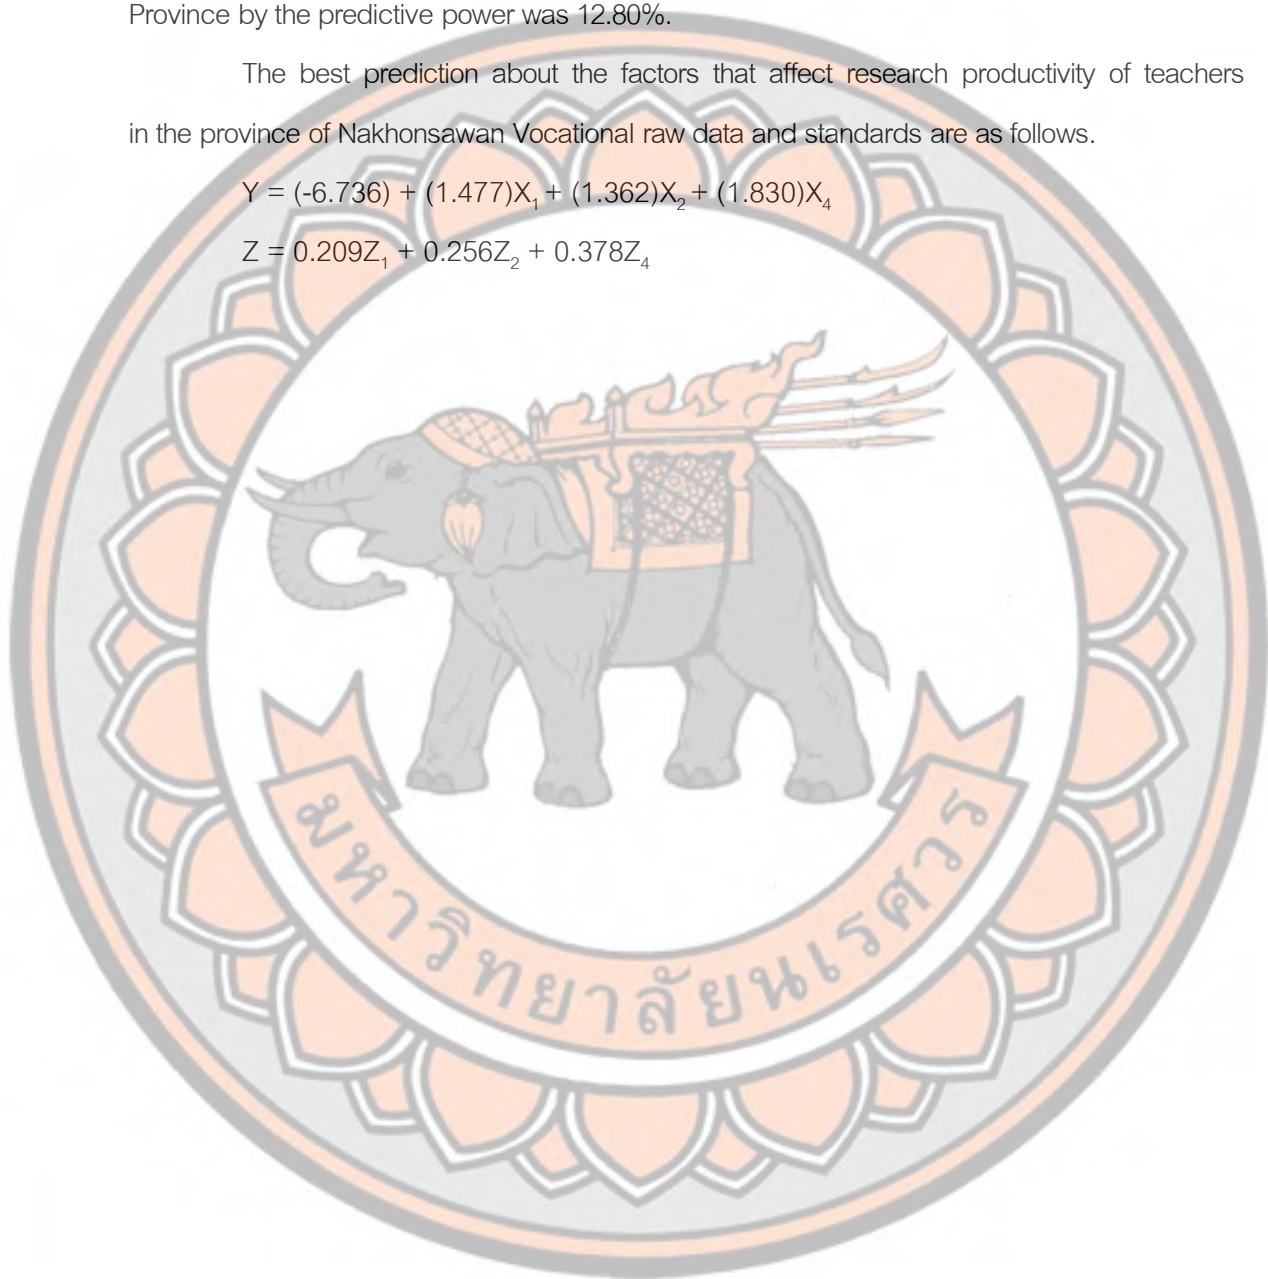 Province by the predictive power was 12.80%.
The best prediction about the factors that affect research productivity of teachers
in the province of Nakhonsawan Vocational raw data and standards are as follows.
Y = (-6.736) + (1.477)X₁ + (1.362)X₂ + (1.830)X₄
Z = 0.209Z₁ + 0.256Z₂ + 0.378Z₄
มหาวิทยาลัยนเรศวร